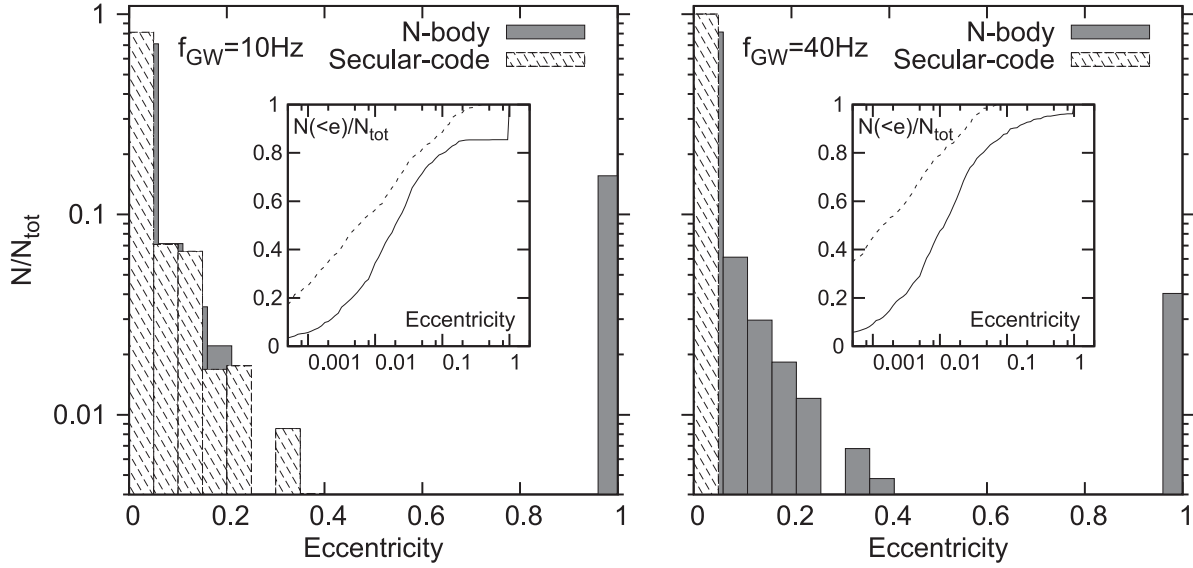 1
f_GW=10Hz
N-body
Secular-code
1
N(<e)/N_tot
0.8
0.6
0.4
0.2
0
Eccentricity
0.001
0.01
0.1
1
0.1
0.01
N/N_tot
0
0.2
0.4
0.6
0.8
1
Eccentricity
f_GW=40Hz
N-body
Secular-code
1
N(<e)/N_tot
0.8
0.6
0.4
0.2
0
Eccentricity
0.001
0.01
0.1
1
0
0.2
0.4
0.6
0.8
1
Eccentricity